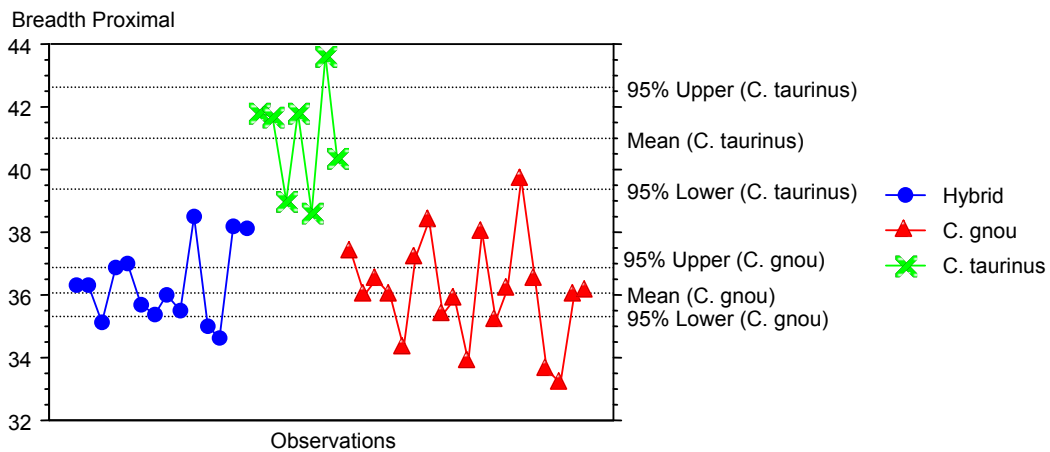 Breadth Proximal
44
42
40
38
36
34
32
95% Upper (C. taurinus)
Mean (C. taurinus)
95% Lower (C. taurinus)
95% Upper (C. gnou)
Mean (C. gnou)
95% Lower (C. gnou)
Hybrid
C. gnou
C. taurinus
Observations